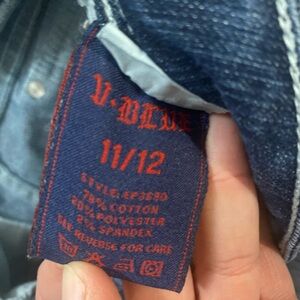 V·BLUE
11/12
STYLE: EP3690
78% COTTON
20% POLYESTER
2% SPANDEX
SEE REVERSE FOR CARE